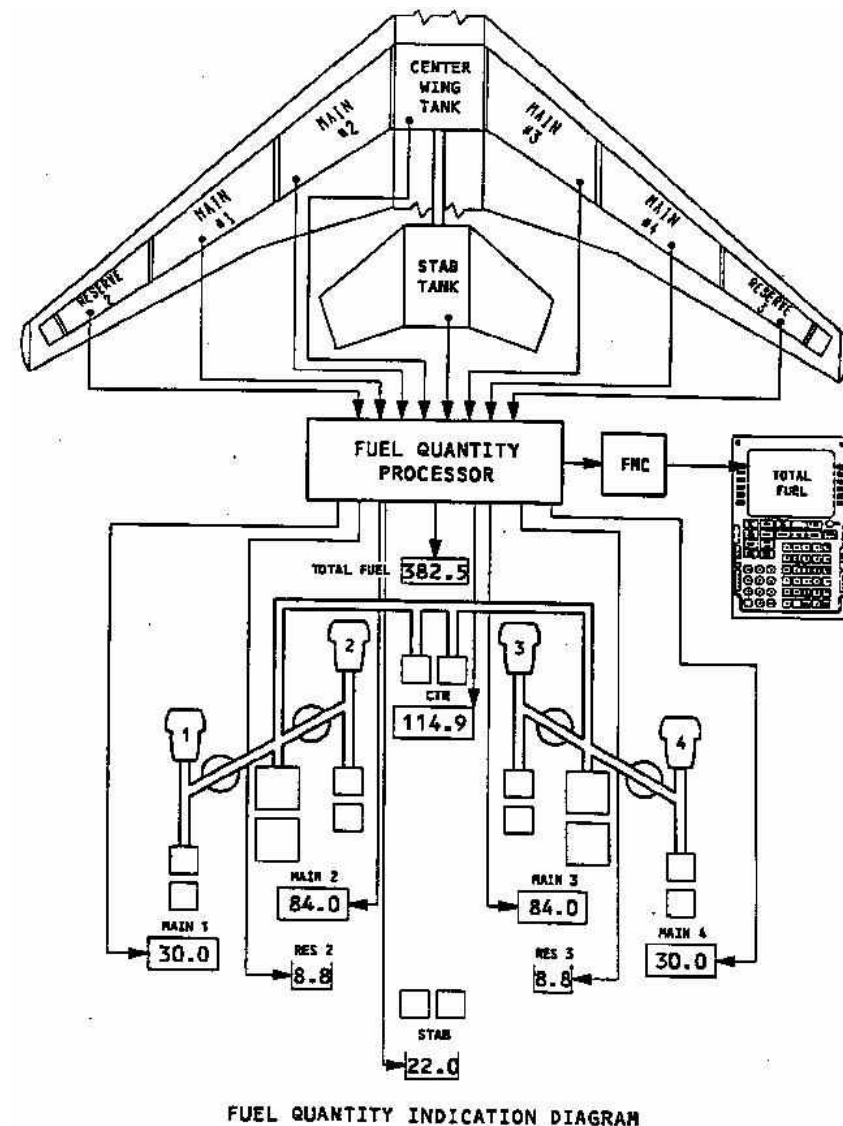 CENTER
WING
TANK
MAIN
#2
MAIN
#3
MAIN
#1
MAIN
#4
STAB
TANK
RESERVE
2
RESERVE
3
FUEL QUANTITY
PROCESSOR
FMC
TOTAL
FUEL
TOTAL FUEL 382.5
2
3
CTR
114.9
1
4
MAIN 2
84.0
MAIN 3
84.0
MAIN 1
30.0
MAIN 4
30.0
RES 2
8.8
RES 3
8.8
STAB
22.0
FUEL QUANTITY INDICATION DIAGRAM